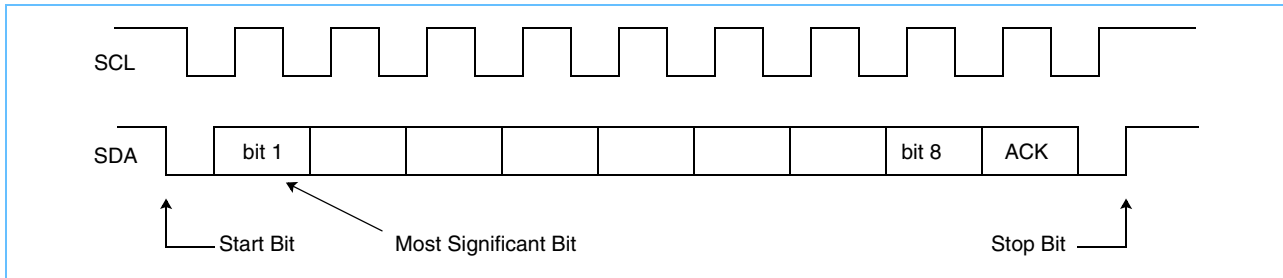 SCL
SDA bit 1 bit 8 ACK
Start Bit Most Significant Bit Stop Bit